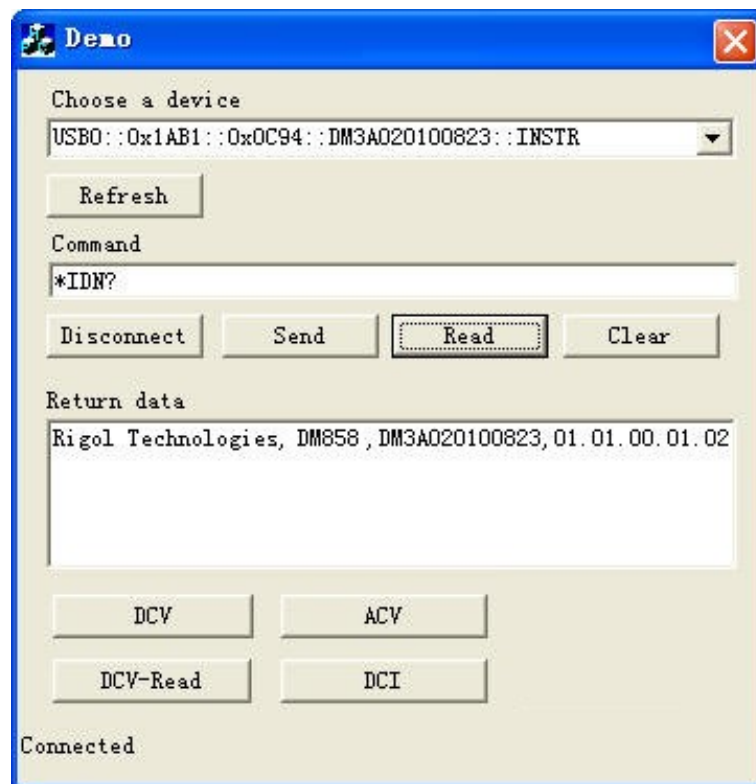 Demo
Choose a device
USB0::0x1AB1::0x0C94::DM3A020100823::INSTR
Refresh
Command
*IDN?
Disconnect Send Read Clear
Return data
Rigol Technologies, DM858 ,DM3A020100823,01.01.00.01.02
DCV ACV
DCV-Read DCI
Connected